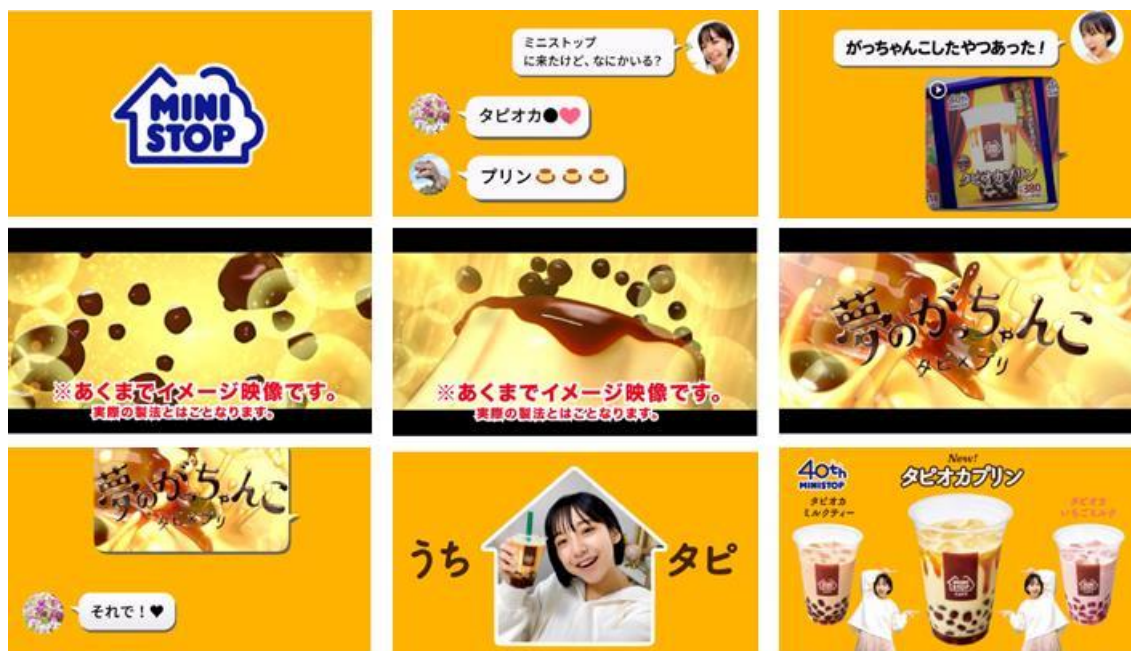 MINI
STOP
ミニストップ
に来たけど、なにかいる?
タピオカ●♥
プリン🍮🍮🍮
がっちゃんこしたやつあった!
40th
タピオカプリン
380
※あくまでイメージ映像です。
実際の製法とはことなります。
※あくまでイメージ映像です。
実際の製法とはことなります。
夢のがっちゃんこ
タピ×プリ
夢のがっちゃんこ
タピ×プリ
それで!♥
うち
タピ
40th
MINISTOP
New!
タピオカプリン
タピオカ
ミルクティー
タピオカ
いちごミルク